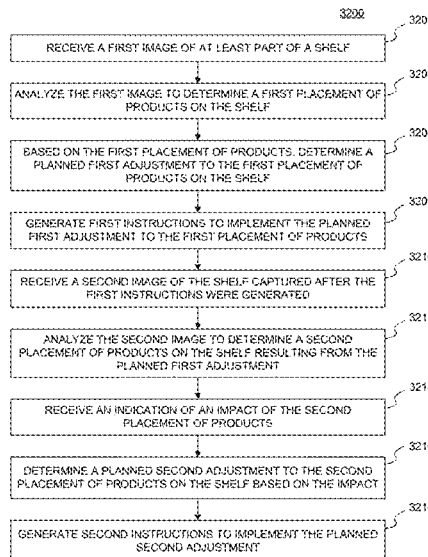 3200
320
RECEIVE A FIRST IMAGE OF AT LEAST PART OF A SHELF
320
ANALYZE THE FIRST IMAGE TO DETERMINE A FIRST PLACEMENT OF
PRODUCTS ON THE SHELF
320
BASED ON THE FIRST PLACEMENT OF PRODUCTS, DETERMINE A
PLANNED FIRST ADJUSTMENT TO THE FIRST PLACEMENT OF
PRODUCTS ON THE SHELF
320
GENERATE FIRST INSTRUCTIONS TO IMPLEMENT THE PLANNED
FIRST ADJUSTMENT TO THE FIRST PLACEMENT OF PRODUCTS
321
RECEIVE A SECOND IMAGE OF THE SHELF CAPTURED AFTER THE
FIRST INSTRUCTIONS WERE GENERATED
321
ANALYZE THE SECOND IMAGE TO DETERMINE A SECOND
PLACEMENT OF PRODUCTS ON THE SHELF RESULTING FROM THE
PLANNED FIRST ADJUSTMENT
321
RECEIVE AN INDICATION OF AN IMPACT OF THE SECOND
PLACEMENT OF PRODUCTS
321
DETERMINE A PLANNED SECOND ADJUSTMENT TO THE SECOND
PLACEMENT OF PRODUCTS ON THE SHELF BASED ON THE IMPACT
321
GENERATE SECOND INSTRUCTIONS TO IMPLEMENT THE PLANNED
SECOND ADJUSTMENT